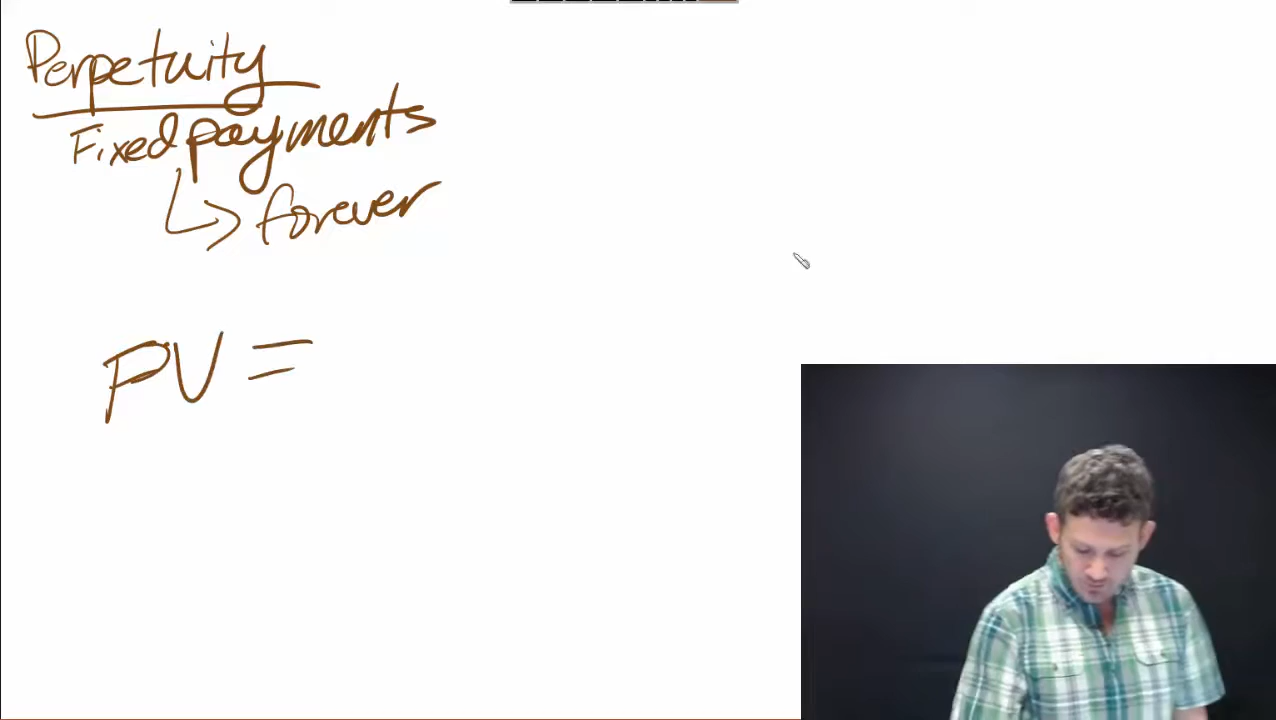 Perpetuity
Fixed payments
↳ forever
PV =